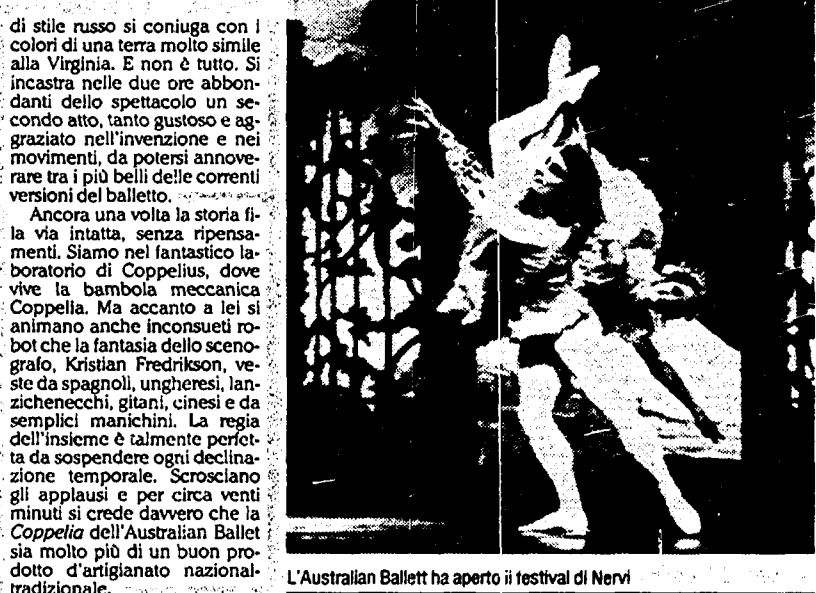 di stile russo si coniuga con i
colori di una terra molto simile
alla Virginia. E non è tutto. Si
incastra nelle due ore abbon-
danti dello spettacolo un se-
condo atto, tanto gustoso e ag-
graziato nell'invenzione e nei
movimenti, da potersi annove-
rare tra i più belli delle correnti
versioni del balletto.
Ancora una volta la storia fi-
la via intatta, senza ripensa-
menti. Siamo nel fantastico la-
boratorio di Coppelius, dove
vive la bambola meccanica
Coppelia. Ma accanto a lei si
animano anche inconsueti ro-
bot che la fantasia dello sceno-
grafo, Kristian Fredrikson, ve-
ste da spagnoli, ungheresi, lan-
zichenecchi, gitani, cinesi e da
semplici manichini. La regia
dell'insieme è talmente perfet-
ta da sospendere ogni declina-
zione temporale. Scrosciano
gli applausi e per circa venti
minuti si crede davvero che la
Coppelia dell'Australian Ballet
sia molto più di un buon pro-
dotto d'artigianato nazional-
tradizionale.
L'Australian Ballett ha aperto il festival di Nervi